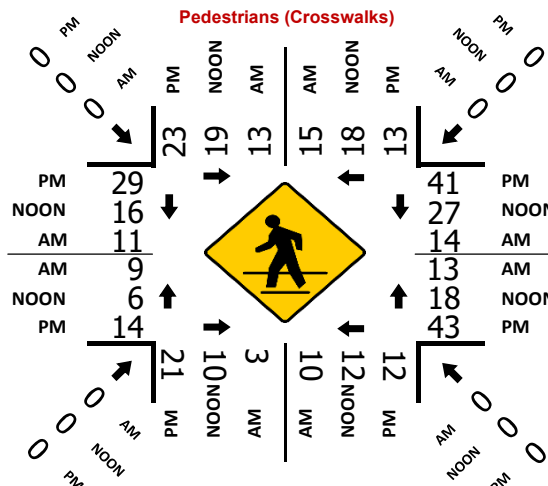 Pedestrians (Crosswalks)
0 PM
0 NOON
0 AM
PM NOON AM AM NOON PM
23 19 13 15 18 13
PM 0
NOON 0
AM 0
PM 29 41 PM
NOON 16 27 NOON
AM 11 14 AM
AM 9 13 AM
NOON 6 18 NOON
PM 14 43 PM
21 10 3 10 12 12
PM NOON AM AM NOON PM
0 AM
0 NOON
0 PM
0 AM
0 NOON
0 PM